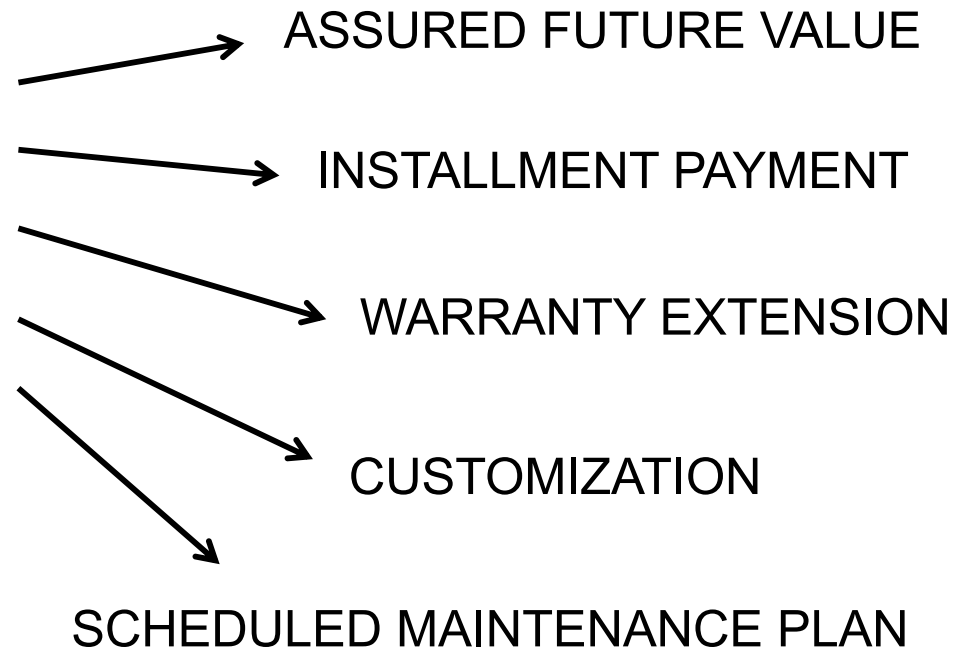 ASSURED FUTURE VALUE
INSTALLMENT PAYMENT
WARRANTY EXTENSION
CUSTOMIZATION
SCHEDULED MAINTENANCE PLAN